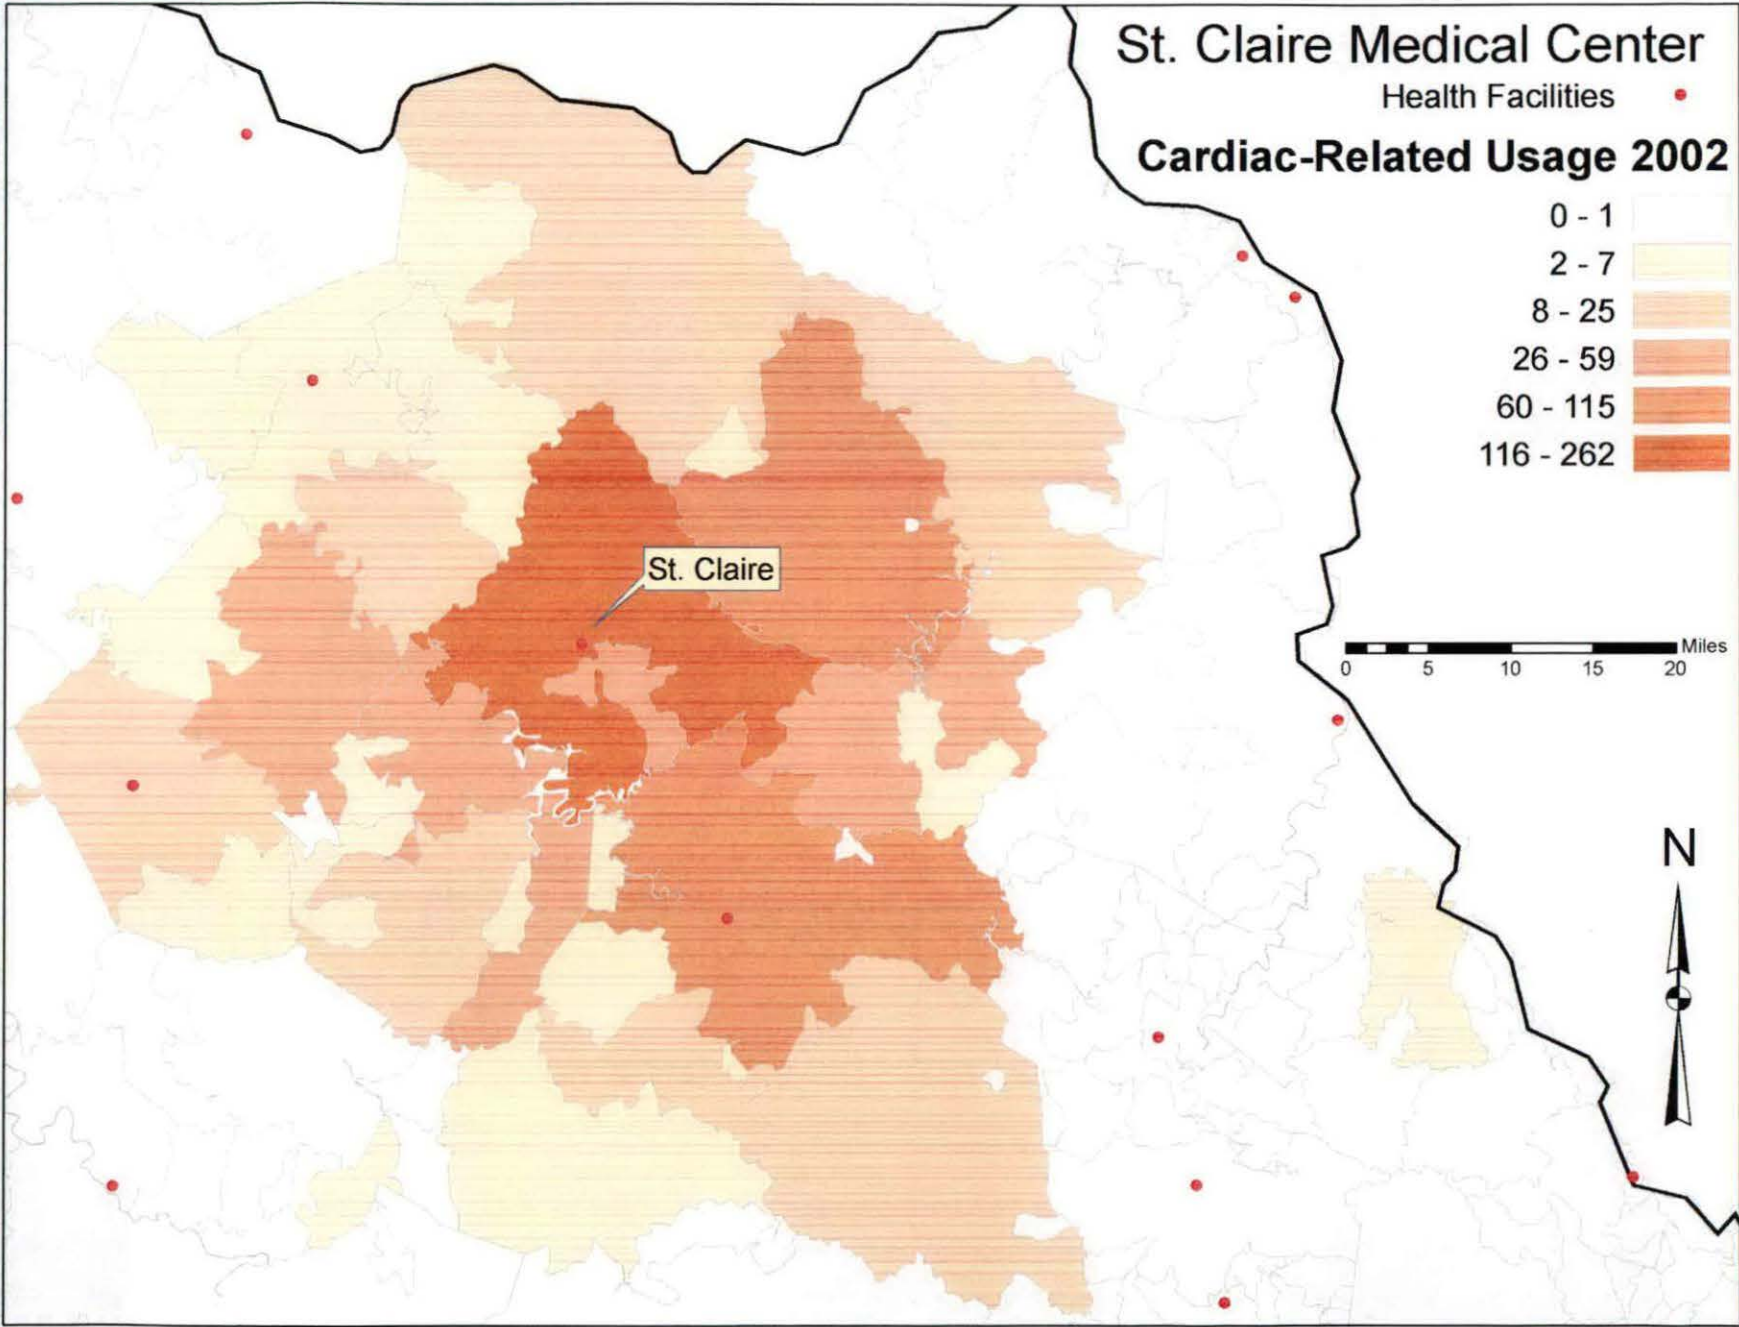 St. Claire Medical Center
Health Facilities
Cardiac-Related Usage 2002
0 - 1
2 - 7
8 - 25
26 - 59
60 - 115
116 - 262
St. Claire
Miles
0 5 10 15 20
N